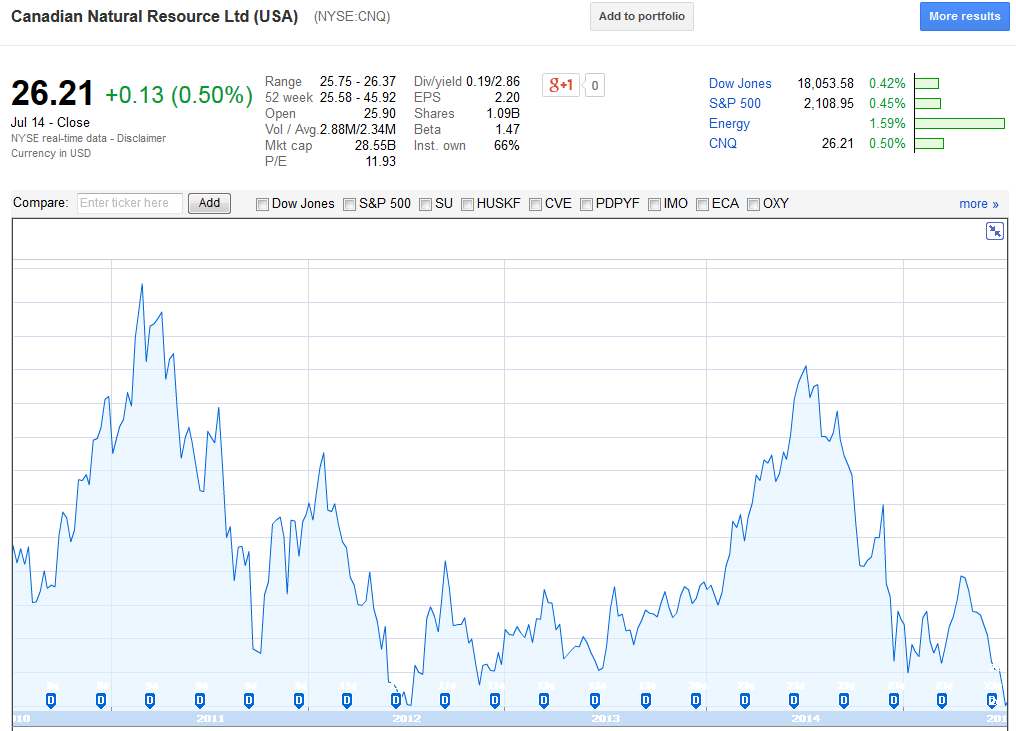 Canadian Natural Resource Ltd (USA) (NYSE:CNQ) Add to portfolio More results
26.21 +0.13 (0.50%)
Jul 14 - Close
NYSE real-time data - Disclaimer
Currency in USD
Range 25.75 - 26.37
52 week 25.58 - 45.92
Open 25.90
Vol / Avg. 2.88M/2.34M
Mkt cap 28.55B
P/E 11.93
Div/yield 0.19/2.86
EPS 2.20
Shares 1.09B
Beta 1.47
Inst. own 66%
g+1 0
Dow Jones 18,053.58 0.42%
S&P 500 2,108.95 0.45%
Energy 1.59%
CNQ 26.21 0.50%
Compare: Enter ticker here Add Dow Jones S&P 500 SU HUSKF CVE PDPYF IMO ECA OXY more »
D D D D D D D D D D D D D D D D D D D D
10 2011 2012 2013 2014 201